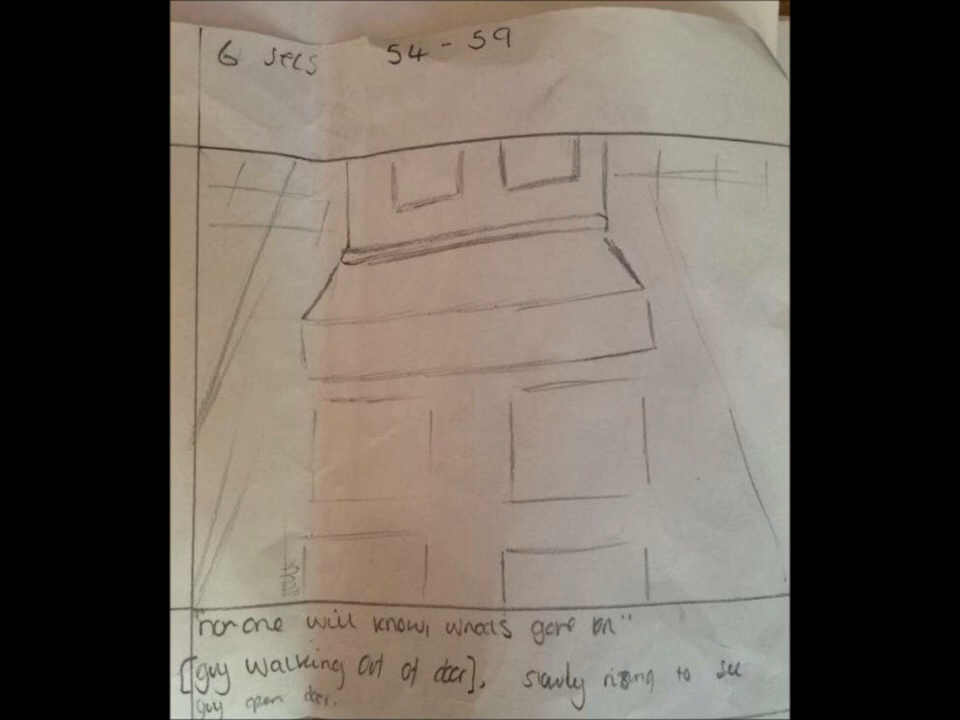 6 secs 54 - 59
"no one will know, whats gone on"
[guy walking out of door]. slowly rising to see
guy open door.